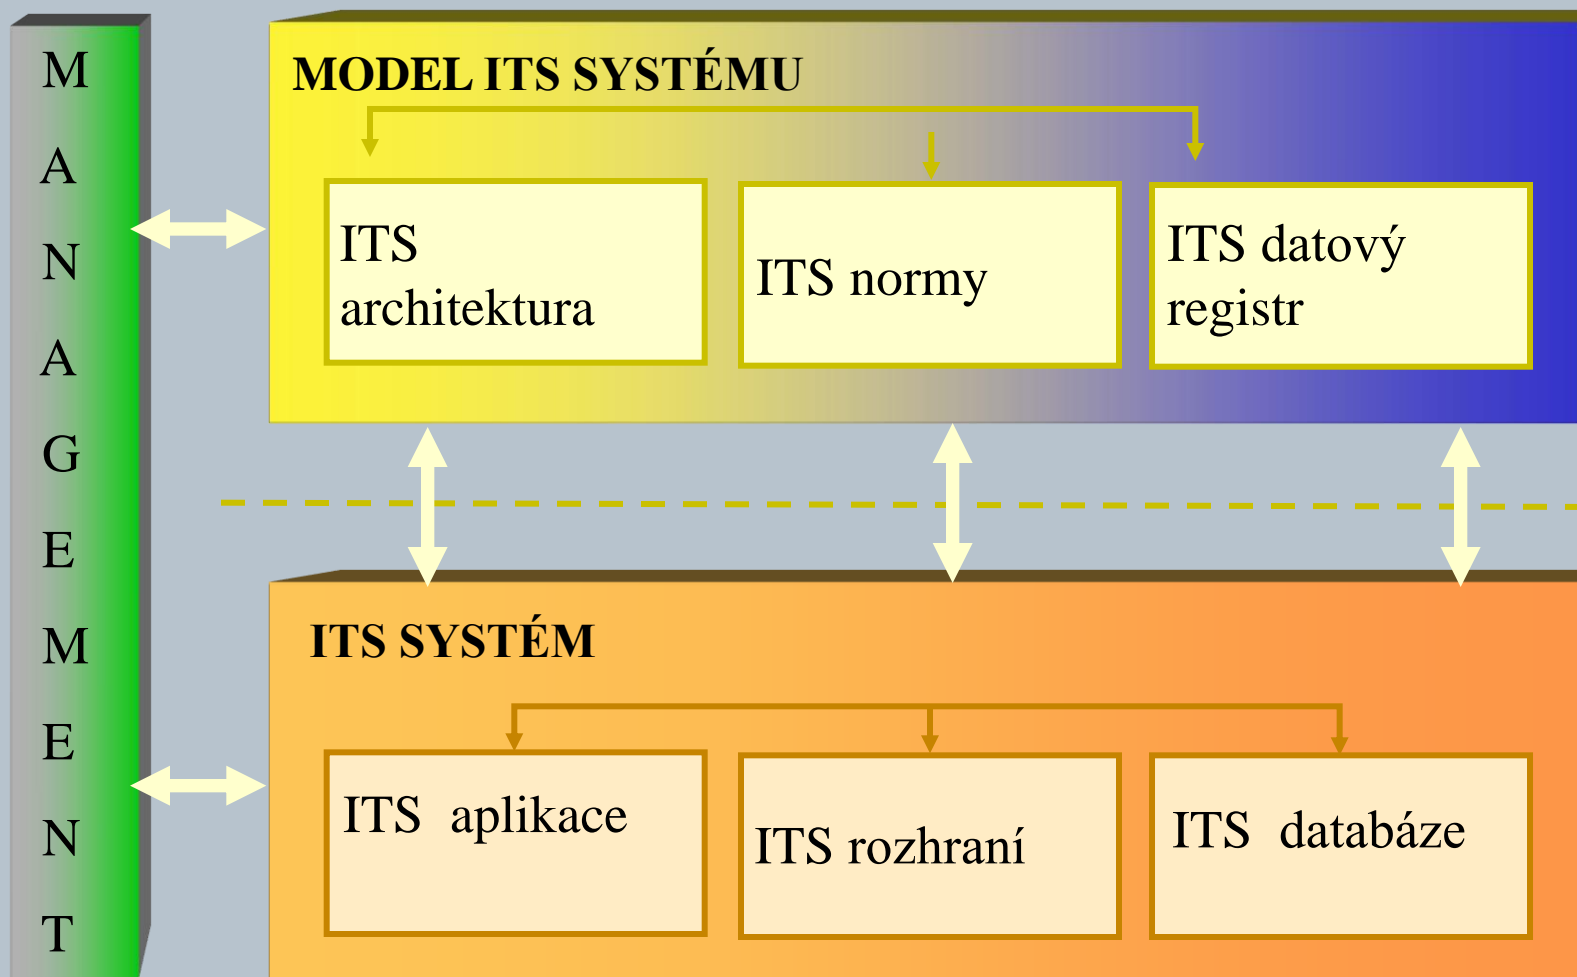 M
A
N
A
G
E
M
E
N
T
MODEL ITS SYSTÉMU
ITS
architektura
ITS normy
ITS datový
registr
ITS SYSTÉM
ITS aplikace
ITS rozhraní
ITS databáze